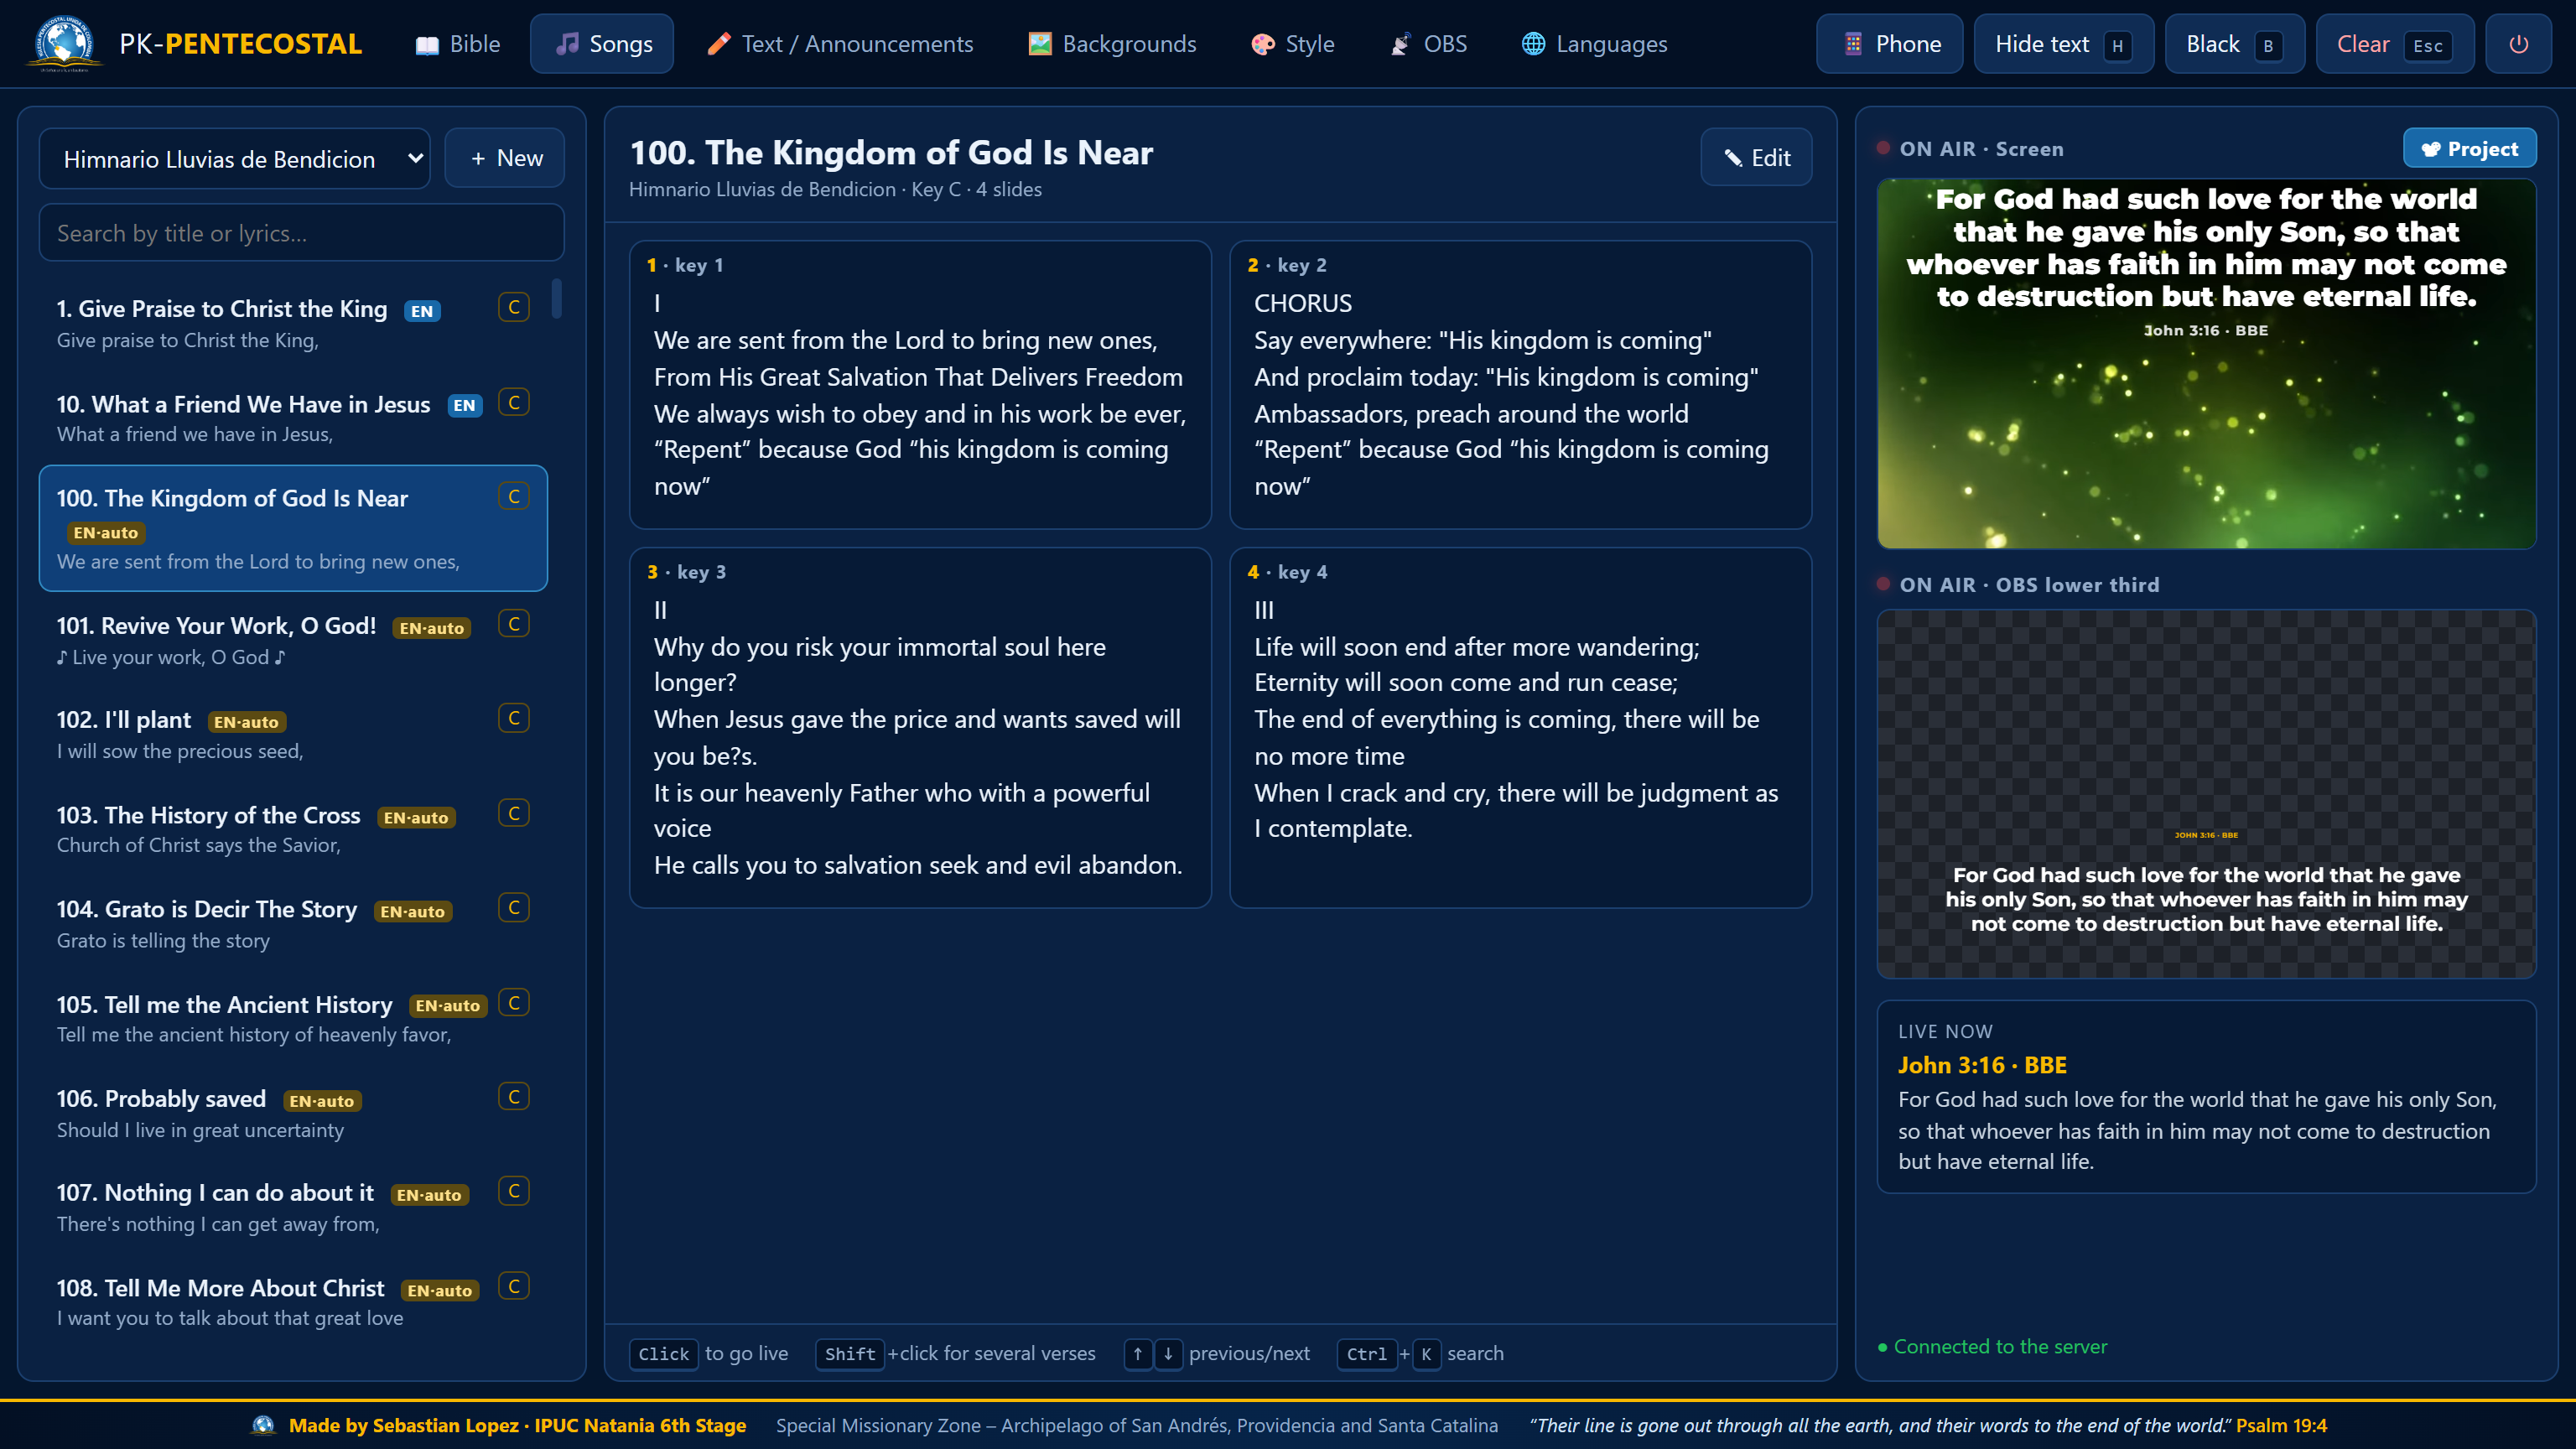 PK-PENTECOSTAL
Bible
Songs
Text / Announcements
Backgrounds
Style
OBS
Languages
Phone
Hide text H
Black B
Clear Esc
Himnario Lluvias de Bendicion
+ New
Search by title or lyrics...
1. Give Praise to Christ the King EN C
Give praise to Christ the King,
10. What a Friend We Have in Jesus EN C
What a friend we have in Jesus,
100. The Kingdom of God Is Near C
EN·auto
We are sent from the Lord to bring new ones,
101. Revive Your Work, O God! EN·auto C
♪ Live your work, O God ♪
102. I'll plant EN·auto C
I will sow the precious seed,
103. The History of the Cross EN·auto C
Church of Christ says the Savior,
104. Grato is Decir The Story EN·auto C
Grato is telling the story
105. Tell me the Ancient History EN·auto C
Tell me the ancient history of heavenly favor,
106. Probably saved EN·auto C
Should I live in great uncertainty
107. Nothing I can do about it EN·auto C
There's nothing I can get away from,
108. Tell Me More About Christ EN·auto C
I want you to talk about that great love
100. The Kingdom of God Is Near
Himnario Lluvias de Bendicion · Key C · 4 slides
Edit
1 · key 1
I
We are sent from the Lord to bring new ones,
From His Great Salvation That Delivers Freedom
We always wish to obey and in his work be ever,
“Repent” because God “his kingdom is coming
now”
2 · key 2
CHORUS
Say everywhere: "His kingdom is coming"
And proclaim today: "His kingdom is coming"
Ambassadors, preach around the world
“Repent” because God “his kingdom is coming
now”
3 · key 3
II
Why do you risk your immortal soul here
longer?
When Jesus gave the price and wants saved will
you be?s.
It is our heavenly Father who with a powerful
voice
He calls you to salvation seek and evil abandon.
4 · key 4
III
Life will soon end after more wandering;
Eternity will soon come and run cease;
The end of everything is coming, there will be
no more time
When I crack and cry, there will be judgment as
I contemplate.
Click to go live Shift+click for several verses ↑ ↓ previous/next Ctrl+K search
ON AIR · Screen
Project
For God had such love for the world
that he gave his only Son, so that
whoever has faith in him may not come
to destruction but have eternal life.
John 3:16 · BBE
ON AIR · OBS lower third
JOHN 3:16 · BBE
For God had such love for the world that he gave
his only Son, so that whoever has faith in him may
not come to destruction but have eternal life.
LIVE NOW
John 3:16 · BBE
For God had such love for the world that he gave his only Son,
so that whoever has faith in him may not come to destruction
but have eternal life.
● Connected to the server
Made by Sebastian Lopez · IPUC Natania 6th Stage
Special Missionary Zone – Archipelago of San Andrés, Providencia and Santa Catalina
“Their line is gone out through all the earth, and their words to the end of the world.” Psalm 19:4